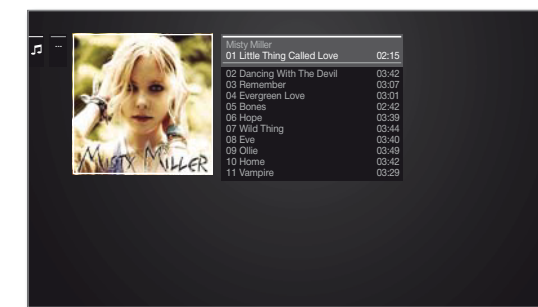 ...
Misty Miller
01 Little Thing Called Love 02:15
02 Dancing With The Devil 03:42
03 Remember 03:07
04 Evergreen Love 03:01
05 Bones 02:42
06 Hope 03:39
07 Wild Thing 03:44
08 Eve 03:40
09 Ollie 03:49
10 Home 03:42
11 Vampire 03:29
MISTY MILLER